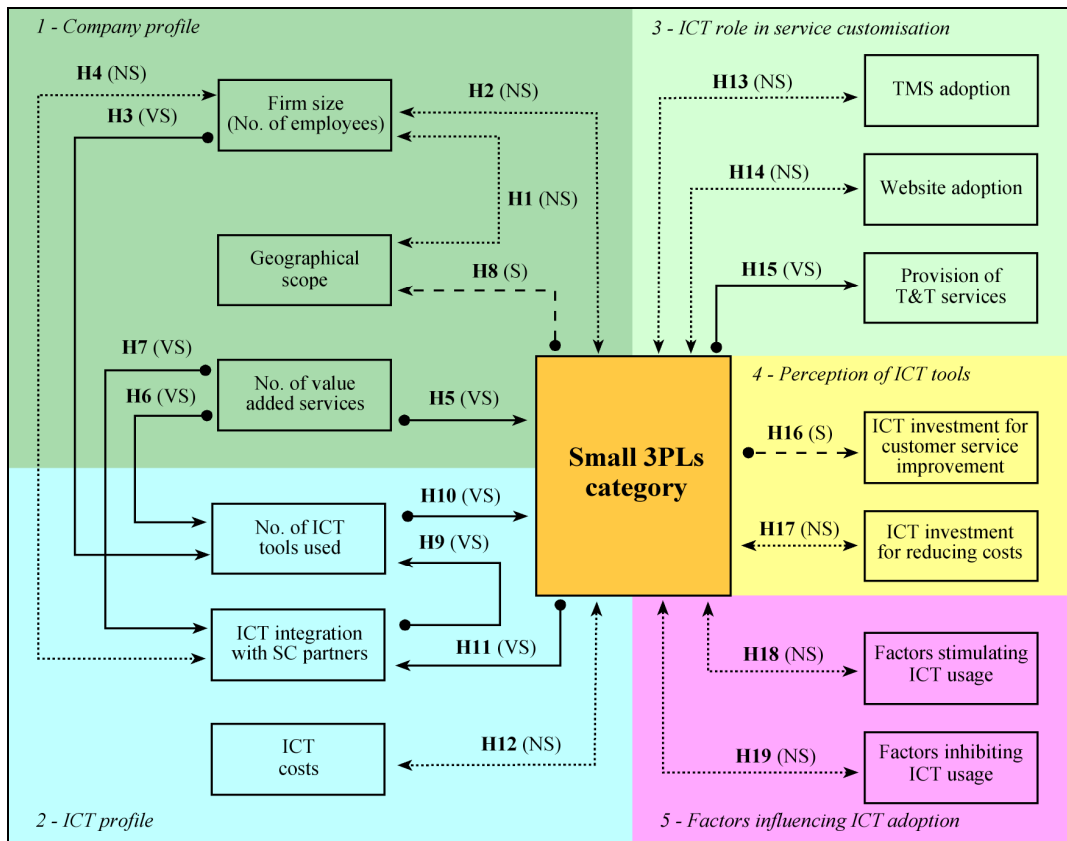 1 - Company profile
H4 (NS)
H3 (VS)
Firm size
(No. of employees)
H2 (NS)
H1 (NS)
Geographical
scope
H8 (S)
H7 (VS)
H6 (VS)
No. of value
added services
H5 (VS)
3 - ICT role in service customisation
H13 (NS)
TMS adoption
H14 (NS)
Website adoption
H15 (VS)
Provision of
T&T services
Small 3PLs
category
4 - Perception of ICT tools
H16 (S)
ICT investment for
customer service
improvement
H17 (NS)
ICT investment
for reducing costs
No. of ICT
tools used
H10 (VS)
H9 (VS)
ICT integration
with SC partners
H11 (VS)
ICT
costs
H12 (NS)
2 - ICT profile
H18 (NS)
Factors stimulating
ICT usage
H19 (NS)
Factors inhibiting
ICT usage
5 - Factors influencing ICT adoption